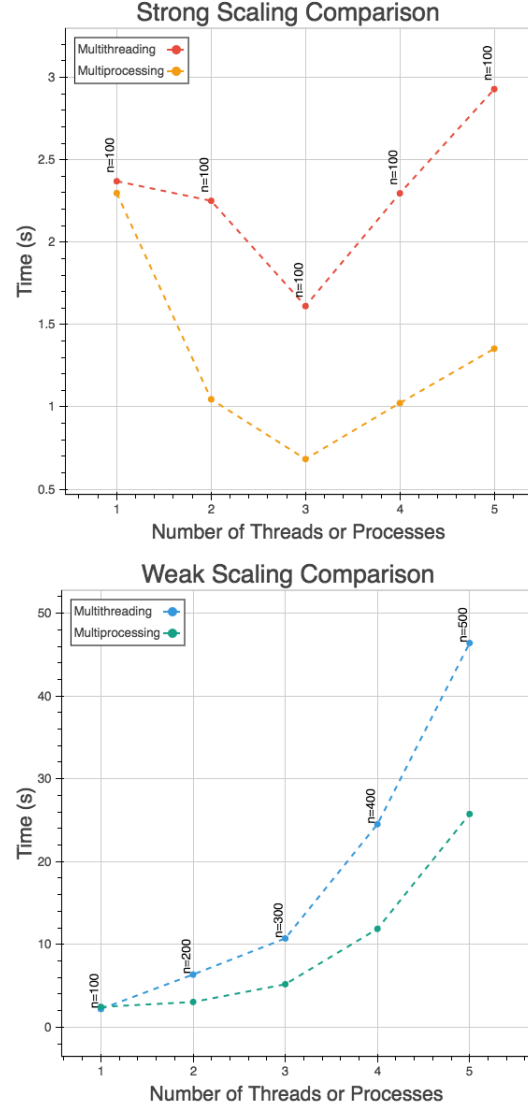 Strong Scaling Comparison
Multithreading
Multiprocessing
n=100
n=100
n=100
n=100
n=100
3
2.5
2
1.5
1
0.5
Time (s)
1 2 3 4 5
Number of Threads or Processes
Weak Scaling Comparison
Multithreading
Multiprocessing
n=100
n=200
n=300
n=400
n=500
50
40
30
20
10
0
Time (s)
1 2 3 4 5
Number of Threads or Processes